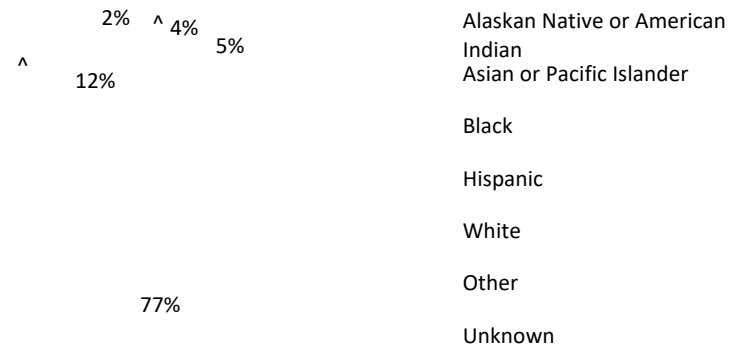 2%
^
4%
5%
^
12%
77%
Alaskan Native or American
Indian
Asian or Pacific Islander
Black
Hispanic
White
Other
Unknown